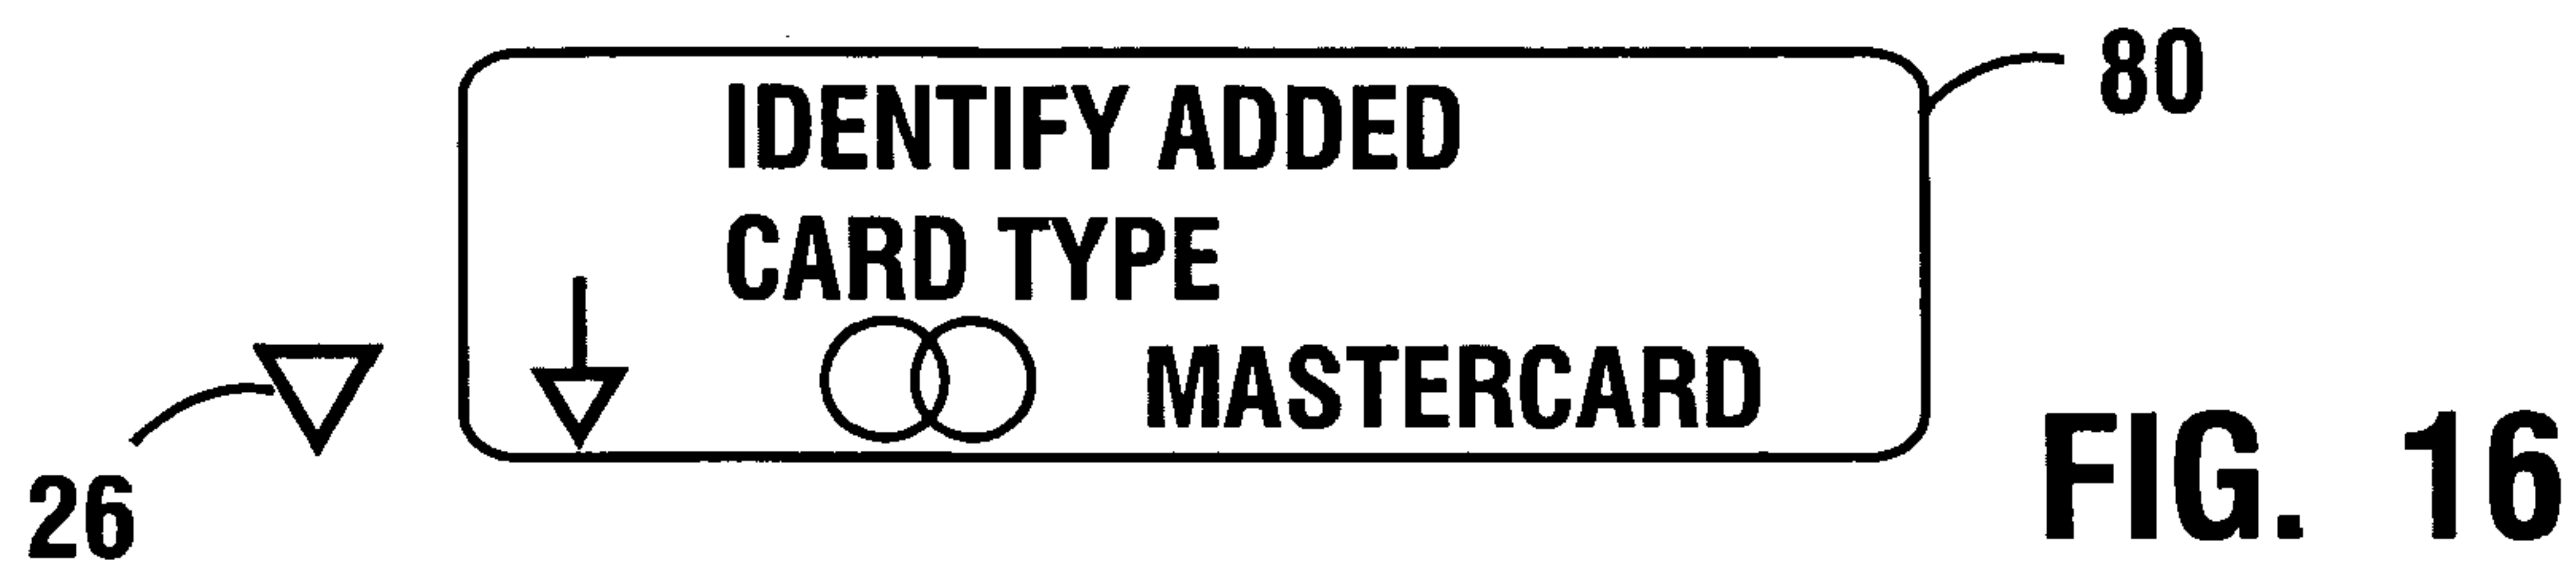 IDENTIFY ADDED
CARD TYPE
MASTERCARD
80
26
FIG. 16